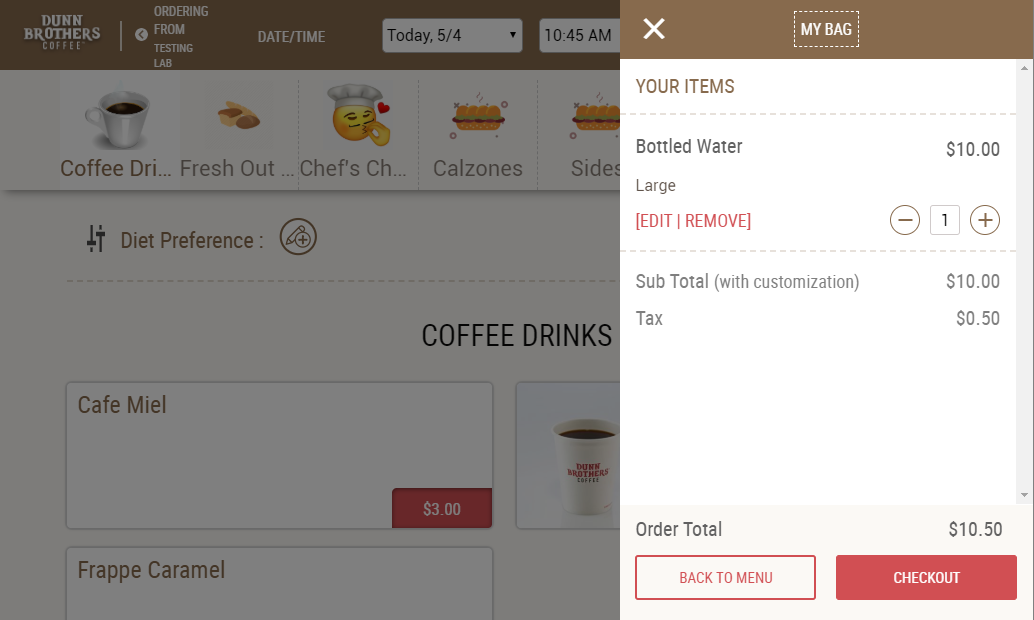 DUNN
BROTHERS
COFFEE
ORDERING
FROM
TESTING
LAB
DATE/TIME
Today, 5/4
10:45 AM
MY BAG
Coffee Dri...
Fresh Out ...
Chef's Ch...
Calzones
Sides
Diet Preference :
COFFEE DRINKS
Cafe Miel
$3.00
DUNN
BROTHERS
COFFEE
Frappe Caramel
YOUR ITEMS
Bottled Water $10.00
Large
[EDIT | REMOVE] 1
Sub Total (with customization) $10.00
Tax $0.50
Order Total $10.50
BACK TO MENU CHECKOUT